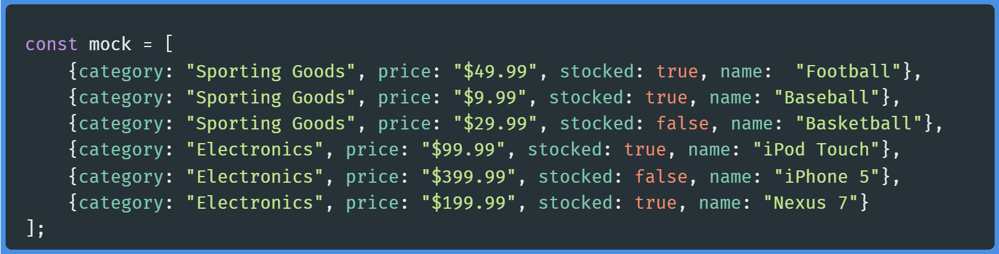 const mock = [
    {category: "Sporting Goods", price: "$49.99", stocked: true, name:  "Football"},
    {category: "Sporting Goods", price: "$9.99", stocked: true, name: "Baseball"},
    {category: "Sporting Goods", price: "$29.99", stocked: false, name: "Basketball"},
    {category: "Electronics", price: "$99.99", stocked: true, name: "iPod Touch"},
    {category: "Electronics", price: "$399.99", stocked: false, name: "iPhone 5"},
    {category: "Electronics", price: "$199.99", stocked: true, name: "Nexus 7"}
];